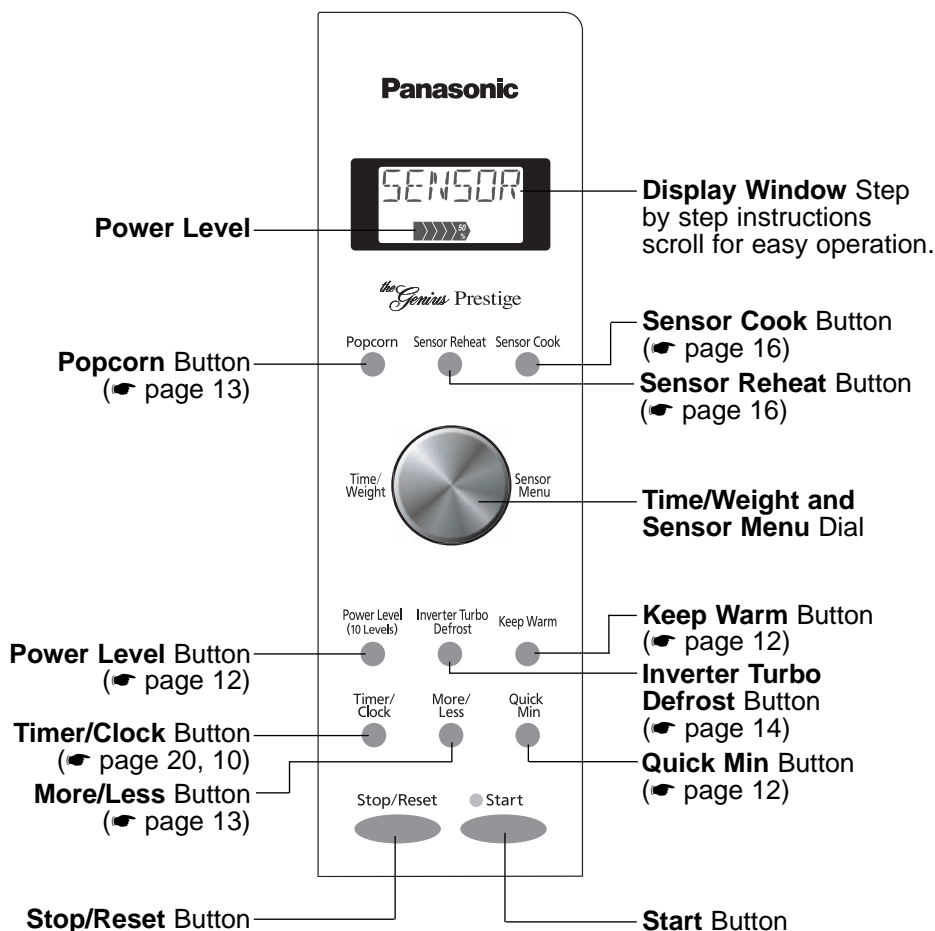 Panasonic
SENSOR
50
%
Power Level
Display Window Step
by step instructions
scroll for easy operation.
the Genius Prestige
Popcorn
Sensor Reheat
Sensor Cook
Popcorn Button
(☛ page 13)
Sensor Cook Button
(☛ page 16)
Sensor Reheat Button
(☛ page 16)
Time/
Weight
Sensor
Menu
Time/Weight and
Sensor Menu Dial
Power Level
(10 Levels)
Inverter Turbo
Defrost
Keep Warm
Power Level Button
(☛ page 12)
Keep Warm Button
(☛ page 12)
Inverter Turbo
Defrost Button
(☛ page 14)
Timer/
Clock
More/
Less
Quick
Min
Timer/Clock Button
(☛ page 20, 10)
More/Less Button
(☛ page 13)
Quick Min Button
(☛ page 12)
Stop/Reset
Start
Stop/Reset Button
Start Button